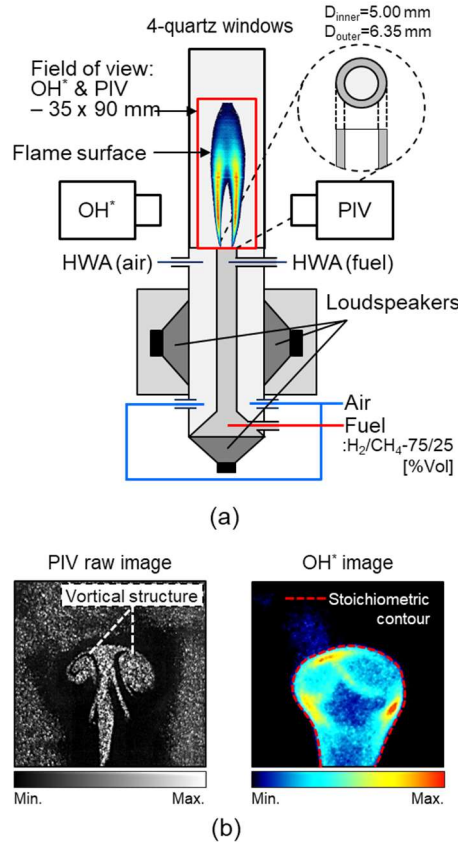 D_inner=5.00 mm
D_outer=6.35 mm
4-quartz windows
Field of view:
OH* & PIV
– 35 x 90 mm
Flame surface
OH*
PIV
HWA (air)
HWA (fuel)
Loudspeakers
Air
Fuel
:H₂/CH₄-75/25
[%Vol]
(a)
PIV raw image
OH* image
Vortical structure
Stoichiometric
contour
Min.
Max.
Min.
Max.
(b)